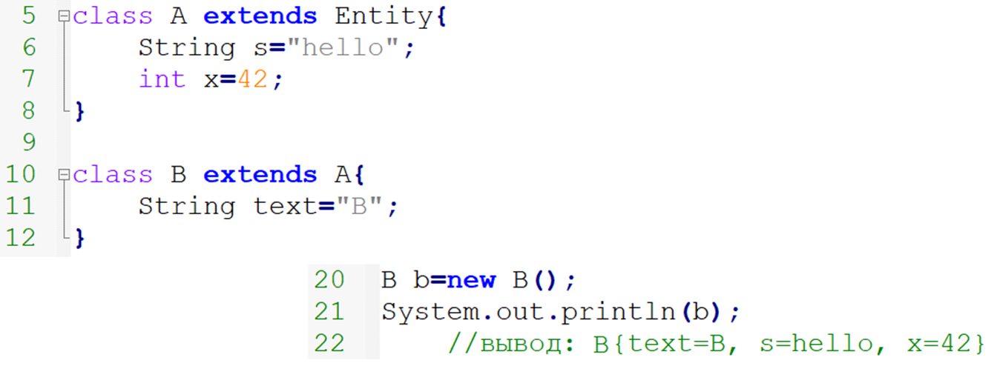 5 class A extends Entity{
6 String s="hello";
7 int x=42;
8 }
9
10 class B extends A{
11 String text="B";
12 }
20 B b=new B();
21 System.out.println(b);
22 //вывод: B{text=B, s=hello, x=42}